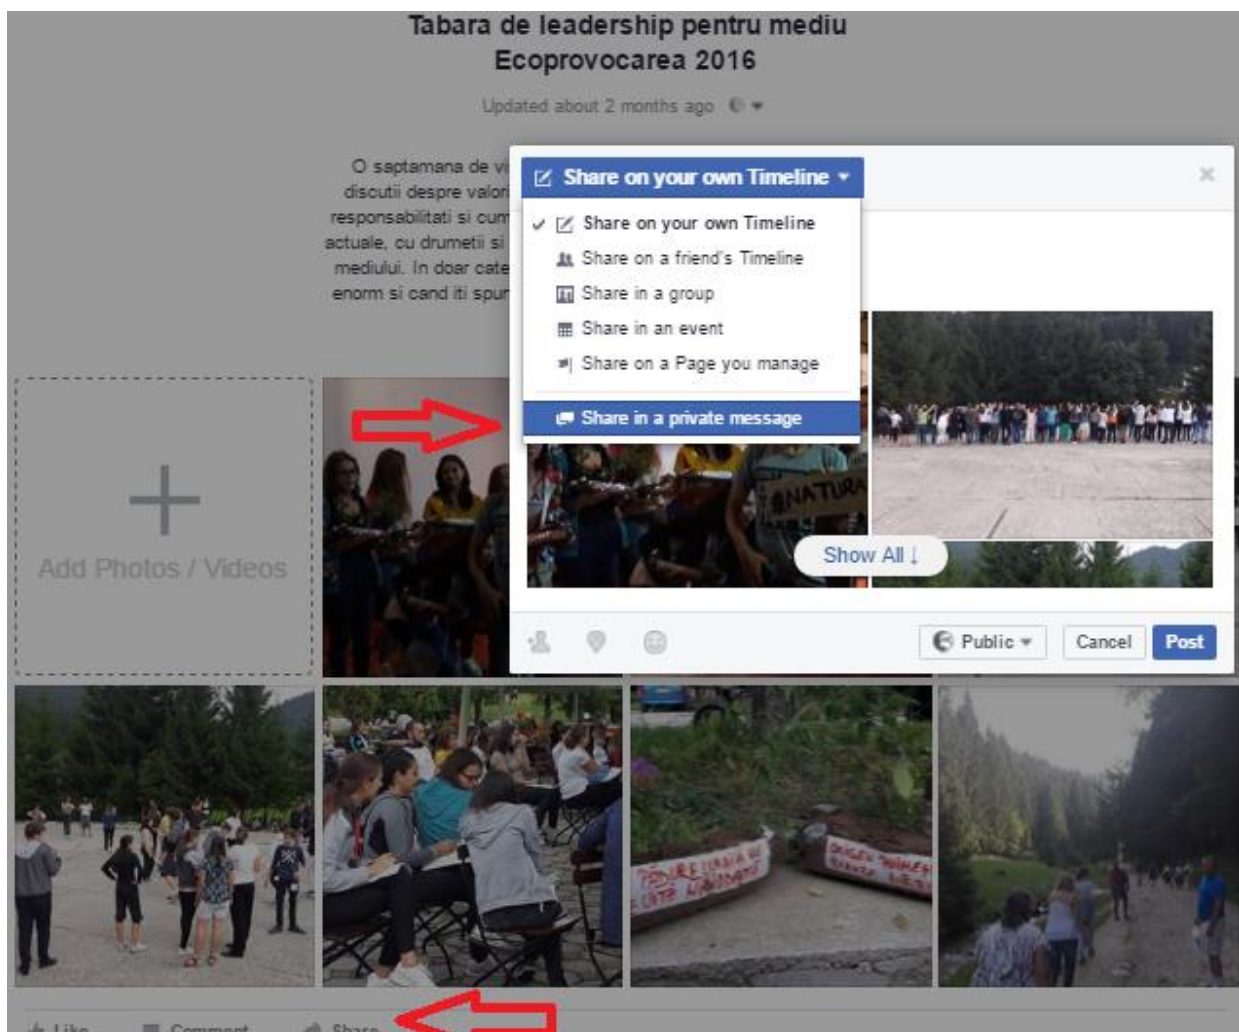 Tabara de leadership pentru mediu
Ecoprovocarea 2016
Updated about 2 months ago
O saptamana de
discutii despre
responsabilitati si cum
actuale, cu drumetii si
mediului. In doar cate
enorm si cand iti
Share on your own Timeline
Share on your own Timeline
Share on a friend's Timeline
Share in a group
Share in an event
Share on a Page you manage
Share in a private message
#NATURA
Show All
Add Photos / Videos
Public
Cancel
Post
Like
Comment
Share